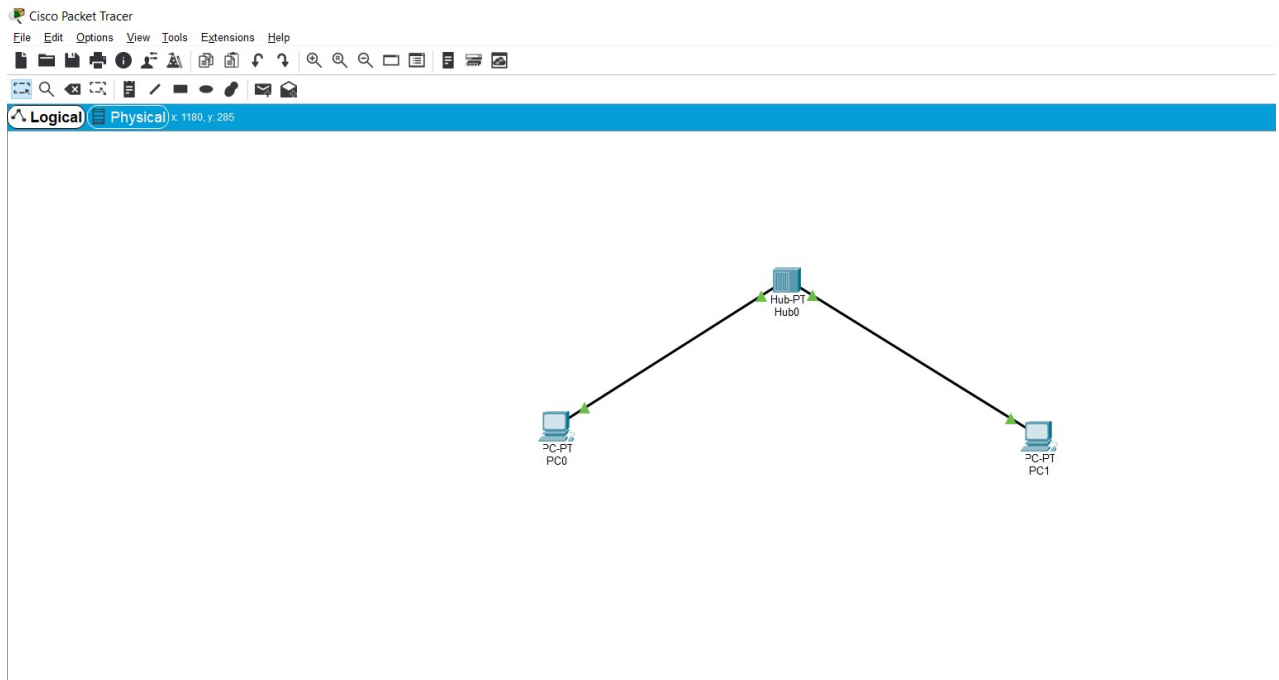 Cisco Packet Tracer
File Edit Options View Tools Extensions Help
Logical Physical x: 1180, y: 285
Hub-PT
Hub0
PC-PT
PC0
PC-PT
PC1